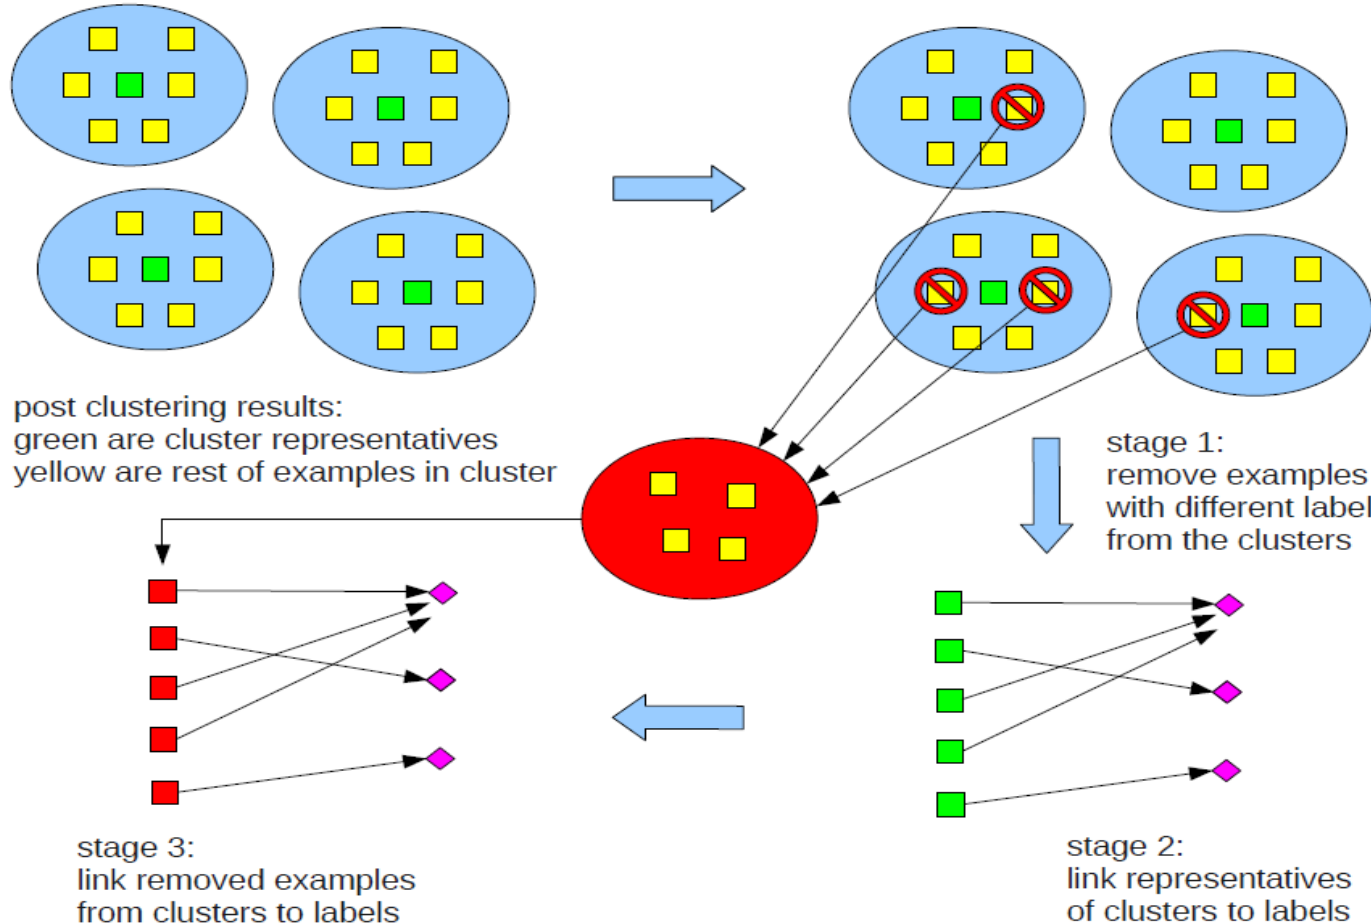 post clustering results:
green are cluster representatives
yellow are rest of examples in cluster
stage 1:
remove examples
with different label
from the clusters
stage 3:
link removed examples
from clusters to labels
stage 2:
link representatives
of clusters to labels